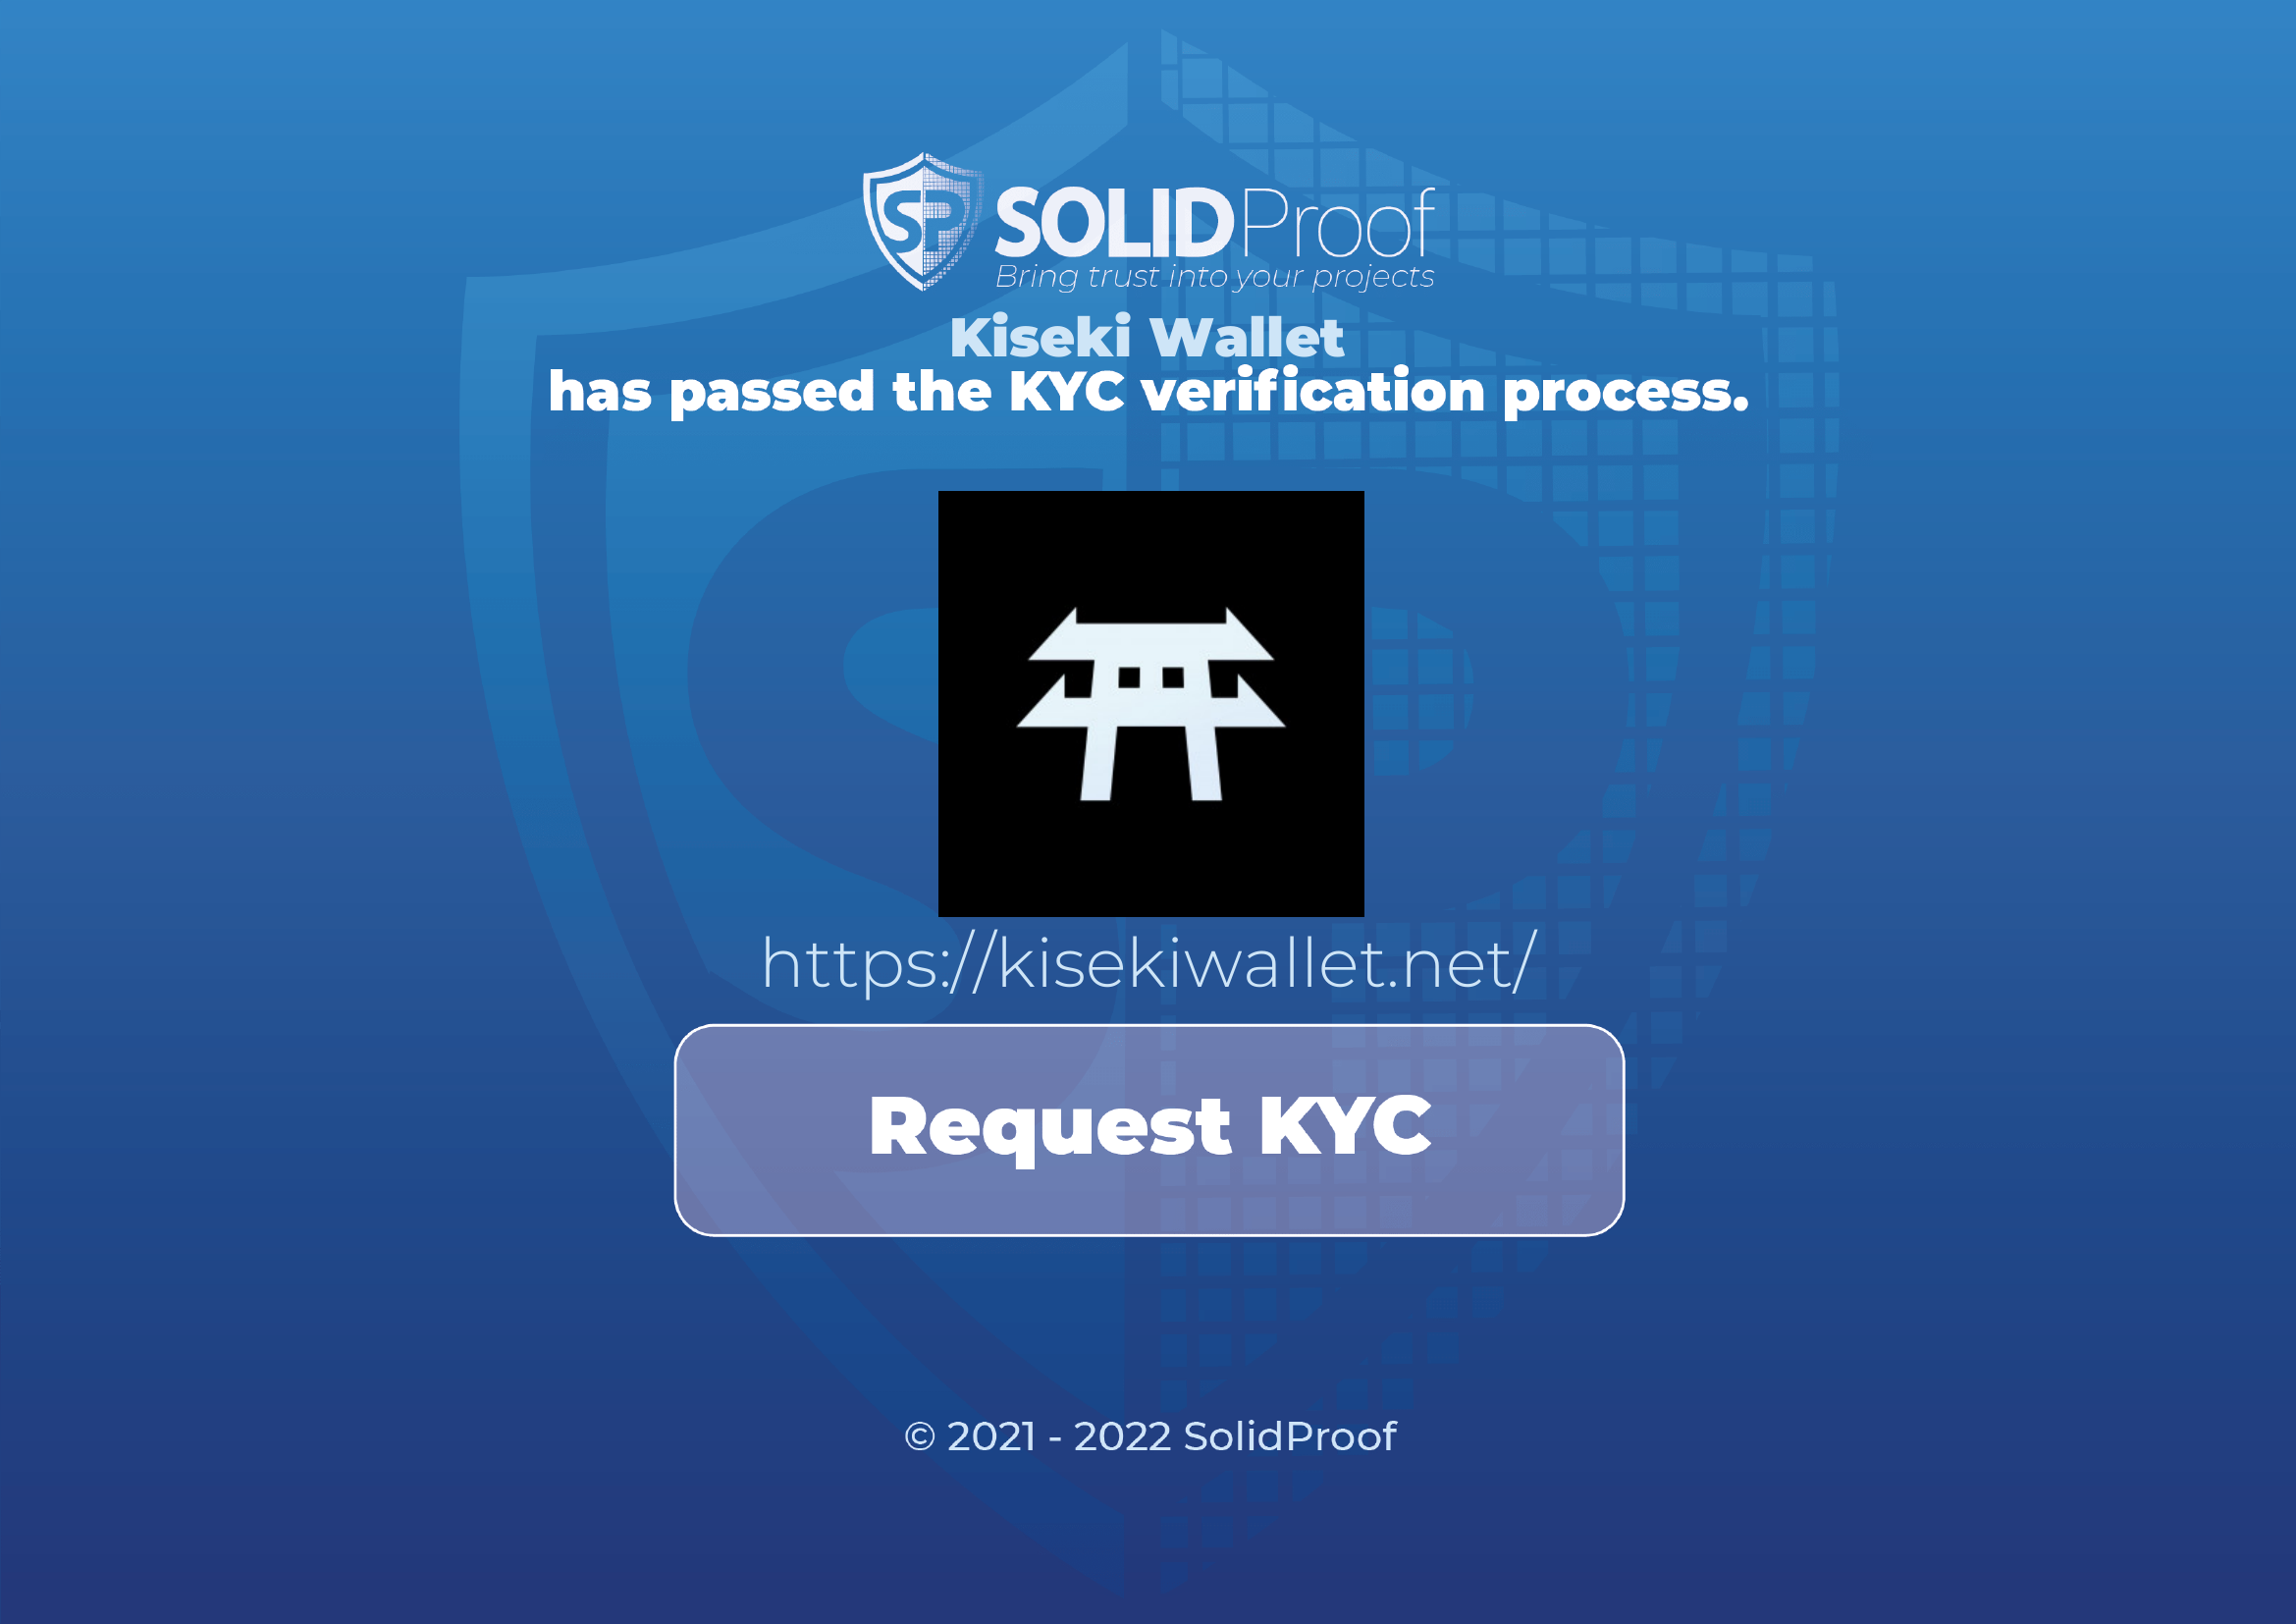 SP SOLIDProof
Bring trust into your projects
Kiseki Wallet
has passed the KYC verification process.
https://kisekiwallet.net/
Request KYC
© 2021 - 2022 SolidProof